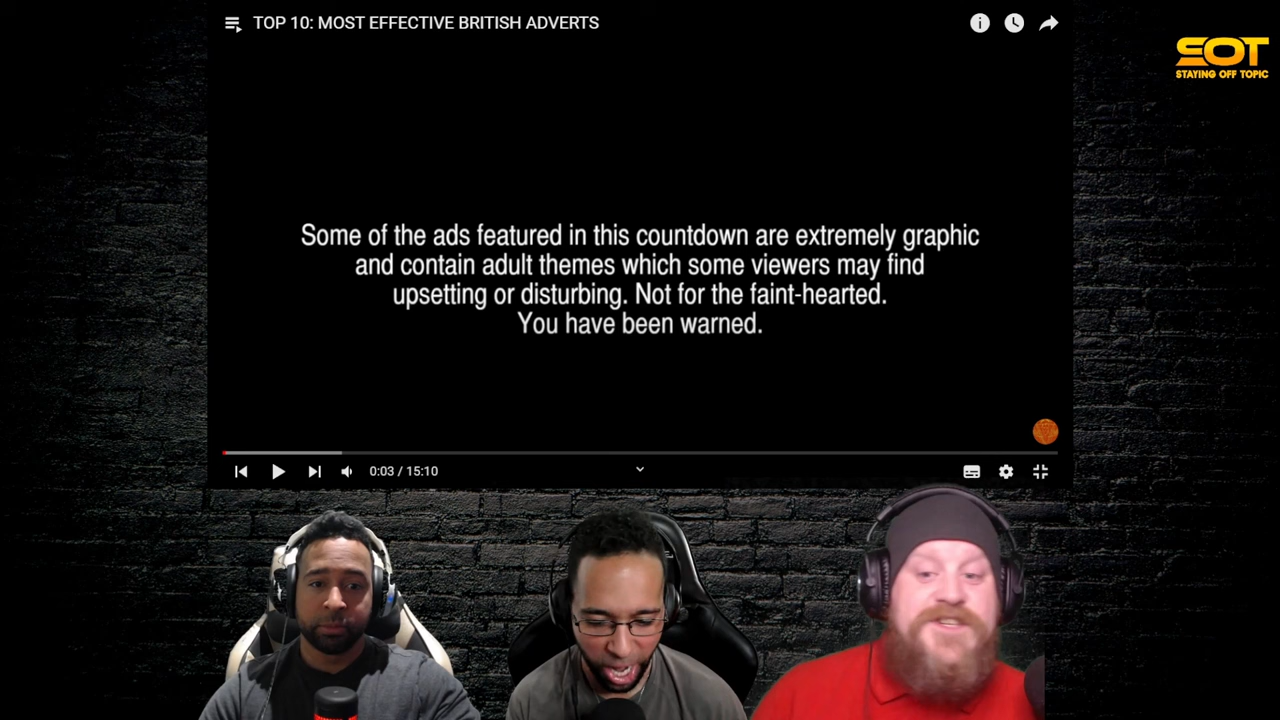 TOP 10: MOST EFFECTIVE BRITISH ADVERTS
SOT
STAYING OFF TOPIC
Some of the ads featured in this countdown are extremely graphic
and contain adult themes which some viewers may find
upsetting or disturbing. Not for the faint-hearted.
You have been warned.
0:03 / 15:10